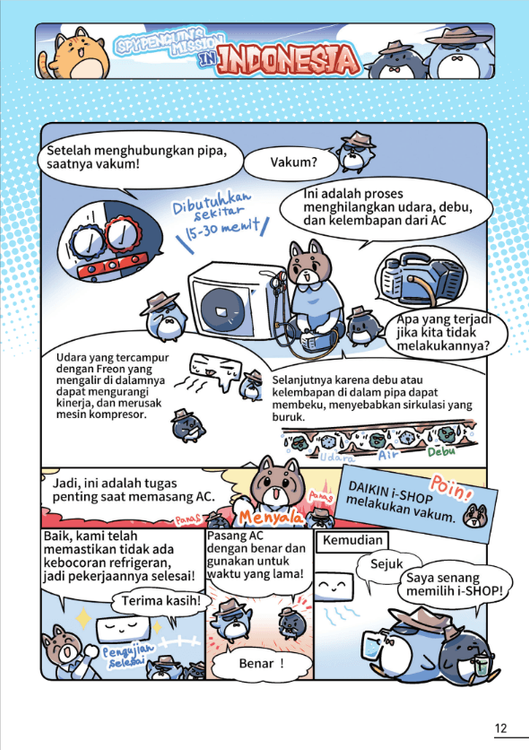 SPYPENGUIN'S
MISSION
IN INDONESIA
Setelah menghubungkan pipa,
saatnya vakum!
Vakum?
Dibutuhkan
sekitar
15-30 menit
Ini adalah proses
menghilangkan udara, debu,
dan kelembapan dari AC
Apa yang terjadi
jika kita tidak
melakukannya?
Udara yang tercampur
dengan Freon yang
mengalir di dalamnya
dapat mengurangi
kinerja, dan merusak
mesin kompresor.
Selanjutnya karena debu atau
kelembapan di dalam pipa dapat
membeku, menyebabkan sirkulasi yang
buruk.
Udara
Air
Debu
Jadi, ini adalah tugas
penting saat memasang AC.
Panas
Menyala
Panas
Poin!
DAIKIN i-SHOP
melakukan vakum.
Baik, kami telah
memastikan tidak ada
kebocoran refrigeran,
jadi pekerjaannya selesai!
Terima kasih!
Pengujian
Selesai
Pasang AC
dengan benar dan
gunakan untuk
waktu yang lama!
Benar !
Kemudian
Sejuk
Saya senang
memilih i-SHOP!
12